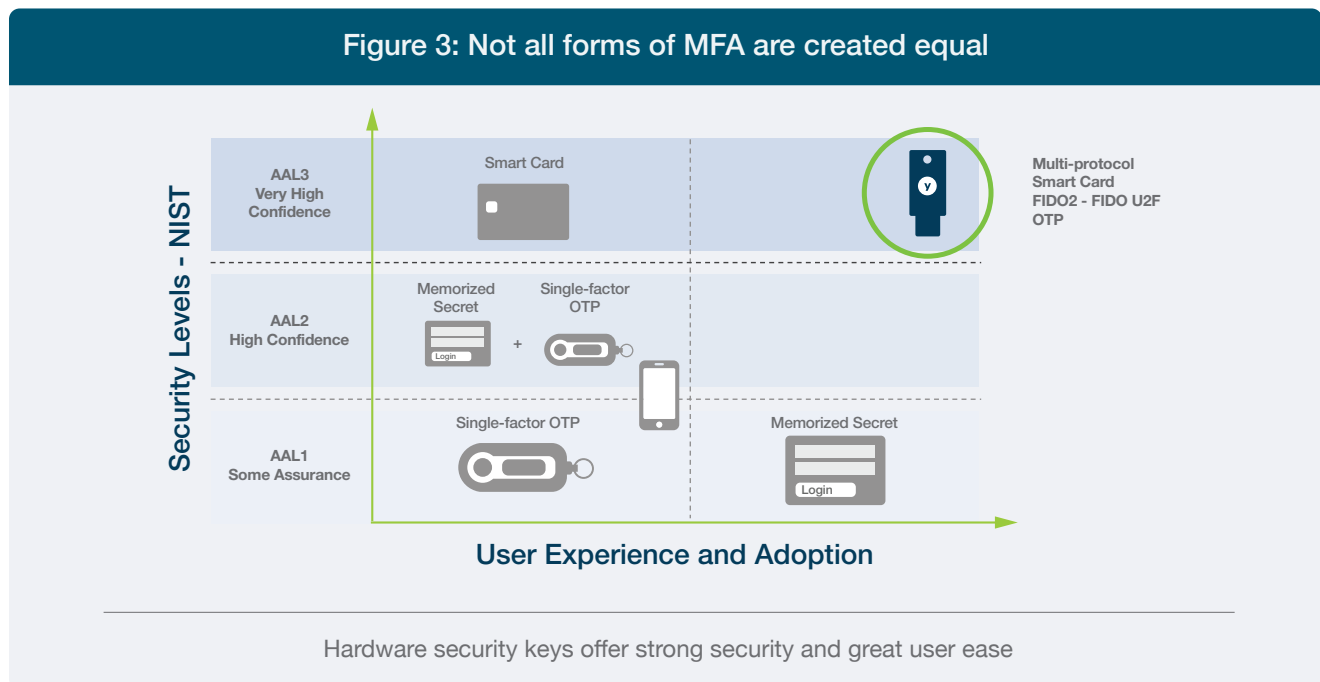 Figure 3: Not all forms of MFA are created equal
Security Levels - NIST
AAL3
Very High
Confidence
Smart Card
y
Multi-protocol
Smart Card
FIDO2 - FIDO U2F
OTP
AAL2
High Confidence
Memorized
Secret
Login
+
Single-factor
OTP
AAL1
Some Assurance
Single-factor OTP
Memorized Secret
Login
User Experience and Adoption
Hardware security keys offer strong security and great user ease